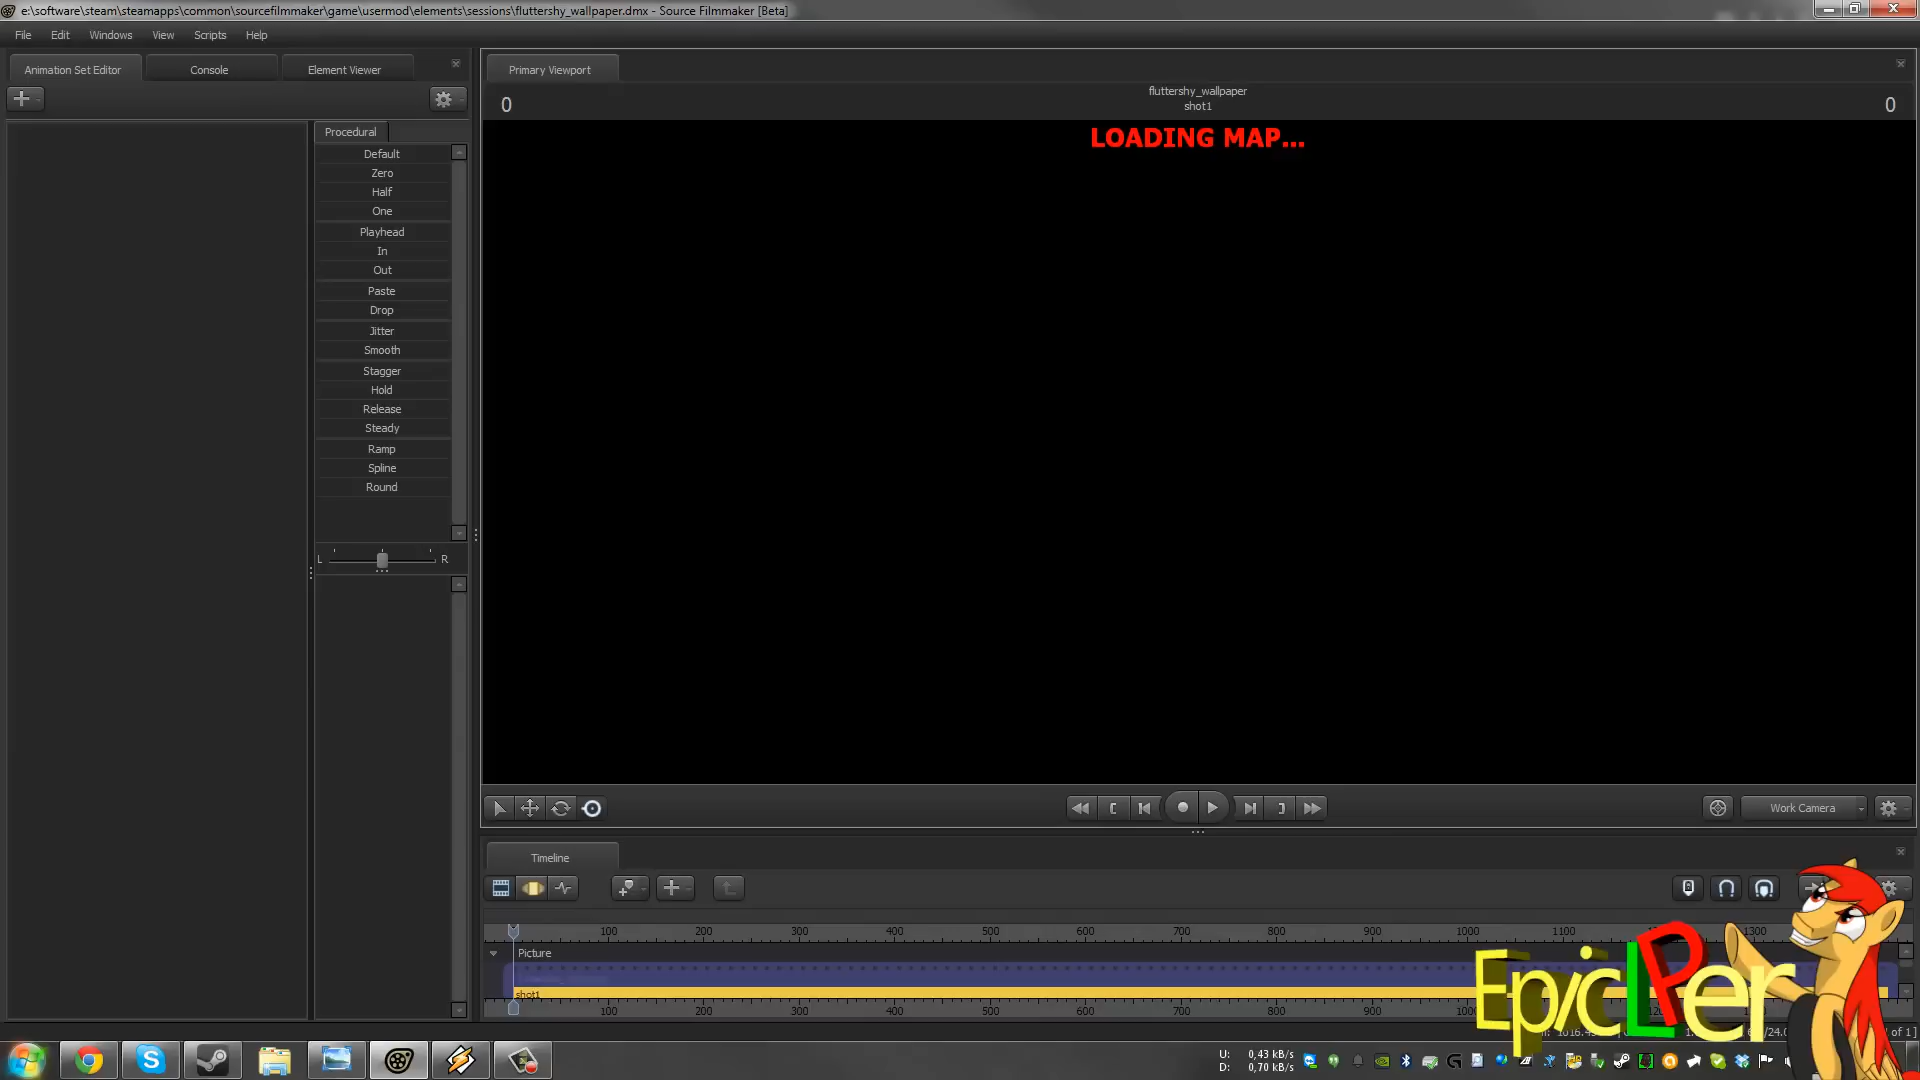 e:\software\steam\steamapps\common\sourcefilmmaker\game\usermod\elements\sessions\fluttershy_wallpaper.dmx - Source Filmmaker [Beta]
File Edit Windows View Scripts Help
Animation Set Editor Console Element Viewer
Primary Viewport
0 fluttershy_wallpaper 0
shot1
LOADING MAP...
Procedural
Default
Zero
Half
One
Playhead
In
Out
Paste
Drop
Jitter
Smooth
Stagger
Hold
Release
Steady
Ramp
Spline
Round
L R
Work Camera
Timeline
100 200 300 400 500 600 700 800 900 1000 1100 1200 1300
Picture
shot1
100 200 300 400 500 600 700 800 900
EpicLPer
U: 0,43 kB/s
D: 0,70 kB/s